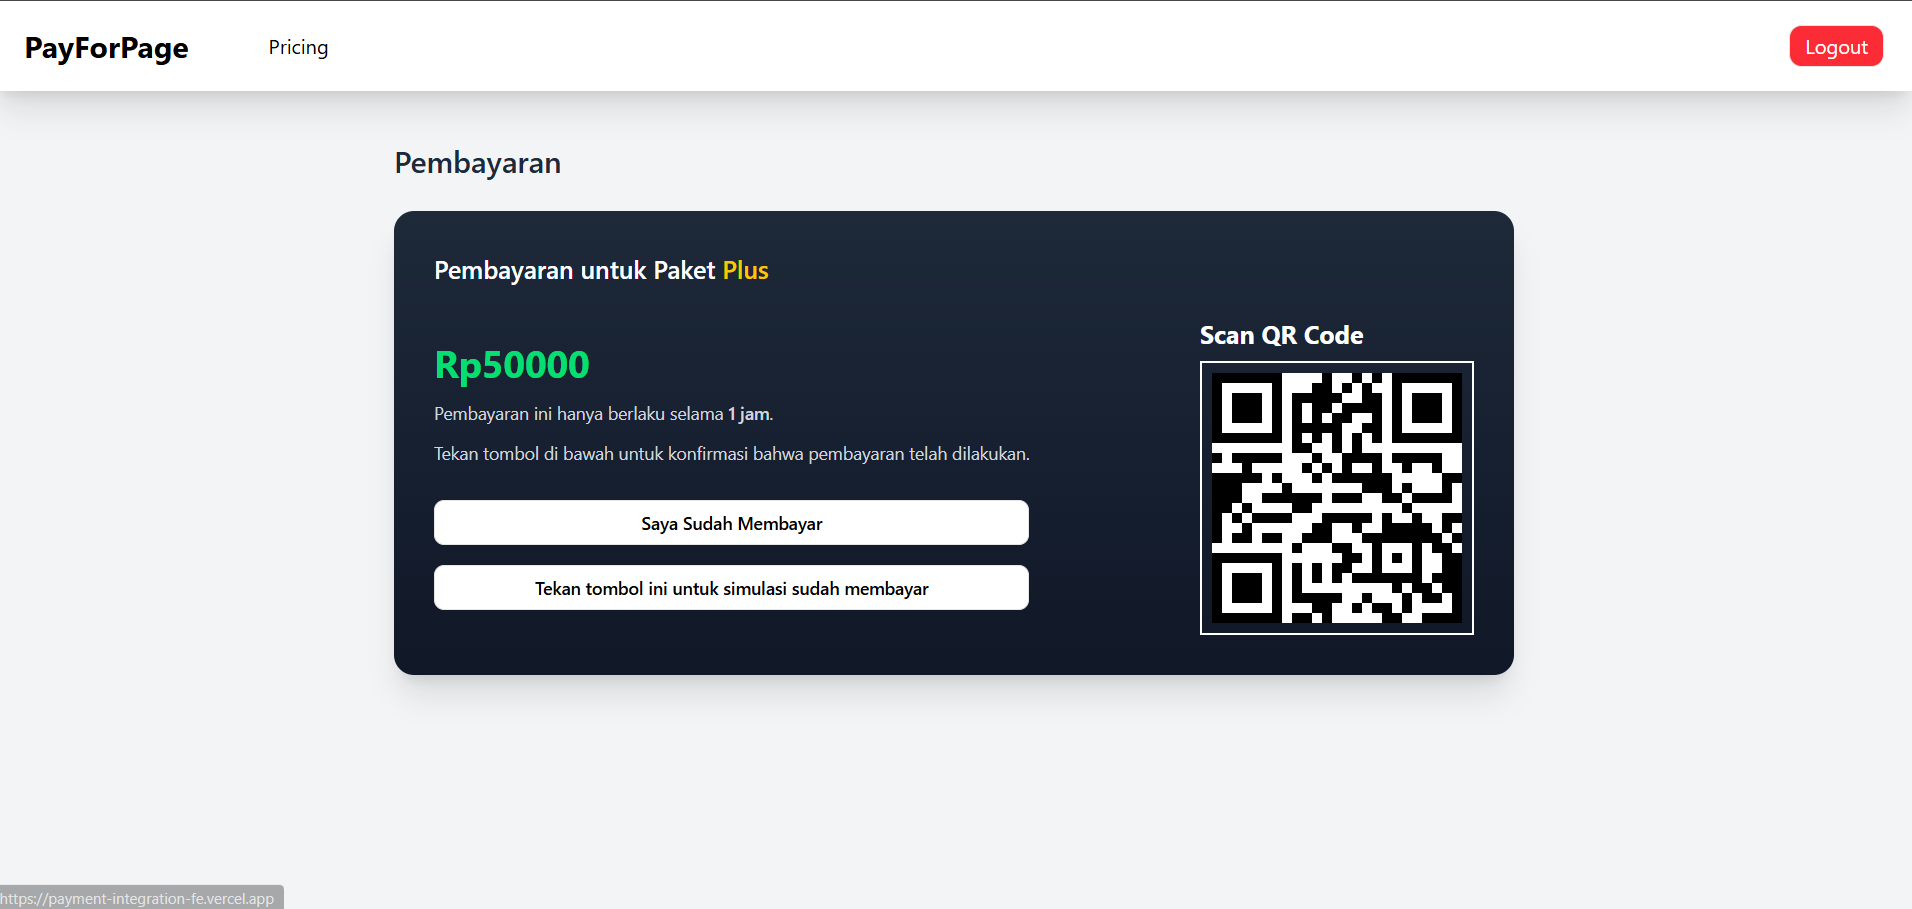 PayForPage
Pricing
Logout
Pembayaran
Pembayaran untuk Paket Plus
Rp50000
Pembayaran ini hanya berlaku selama 1 jam.
Tekan tombol di bawah untuk konfirmasi bahwa pembayaran telah dilakukan.
Saya Sudah Membayar
Tekan tombol ini untuk simulasi sudah membayar
Scan QR Code
https://payment-integration-fe.vercel.app